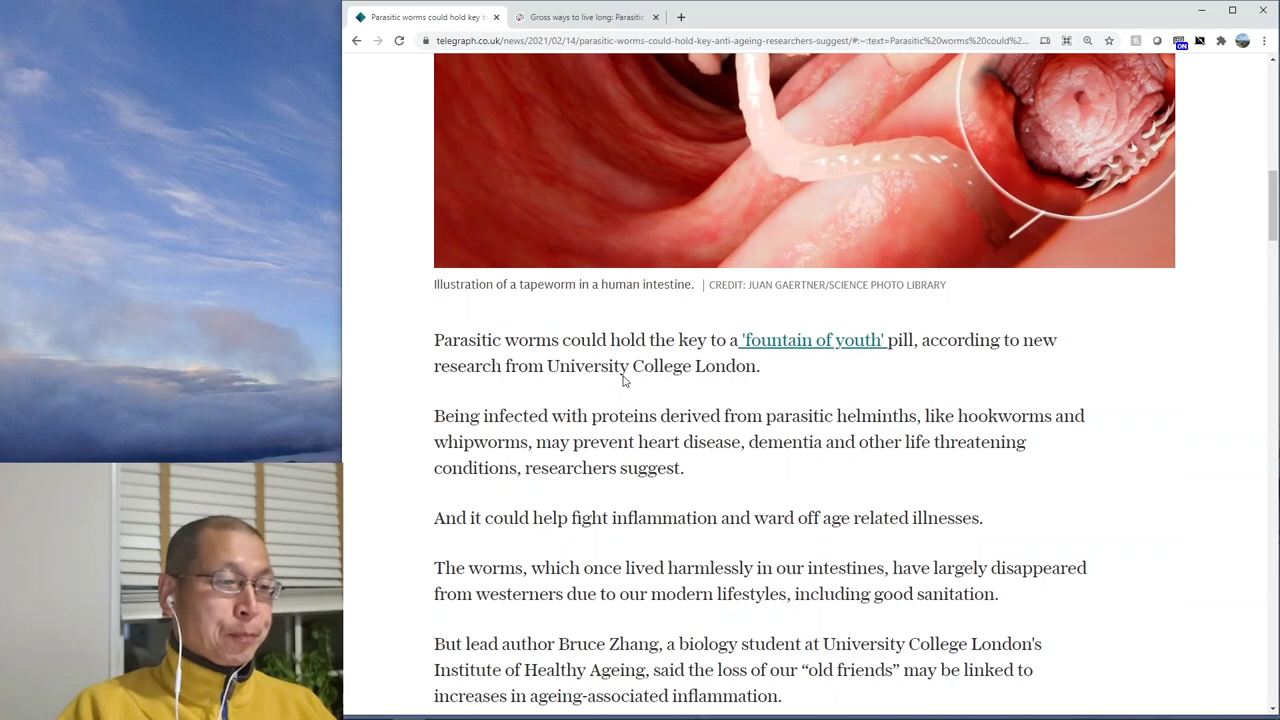 Parasitic worms could hold key t
Gross ways to live long: Parasitic
telegraph.co.uk/news/2021/02/14/parasitic-worms-could-hold-key-anti-ageing-researchers-suggest/#:~:text=Parasitic%20worms%20could%2...
ON
Illustration of a tapeworm in a human intestine. | CREDIT: JUAN GAERTNER/SCIENCE PHOTO LIBRARY
Parasitic worms could hold the key to a 'fountain of youth' pill, according to new
research from University College London.
Being infected with proteins derived from parasitic helminths, like hookworms and
whipworms, may prevent heart disease, dementia and other life threatening
conditions, researchers suggest.
And it could help fight inflammation and ward off age related illnesses.
The worms, which once lived harmlessly in our intestines, have largely disappeared
from westerners due to our modern lifestyles, including good sanitation.
But lead author Bruce Zhang, a biology student at University College London's
Institute of Healthy Ageing, said the loss of our “old friends” may be linked to
increases in ageing-associated inflammation.